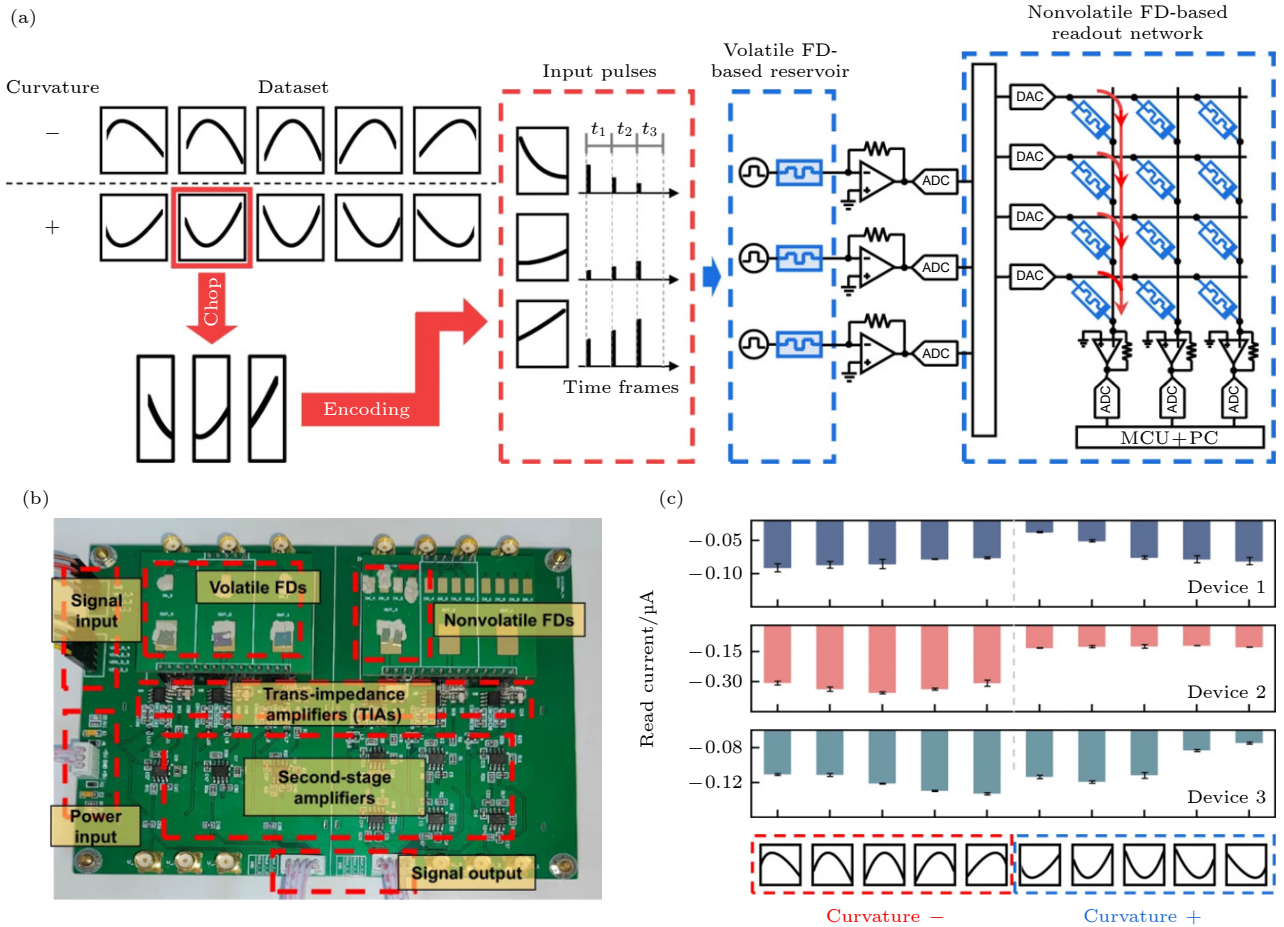 (a)
Nonvolatile FD-based
readout network
Volatile FD-
based reservoir
Input pulses
Curvature
Dataset
−
+
t1 t2 t3
Time frames
Chop
Encoding
ADC
ADC
ADC
DAC
DAC
DAC
DAC
ADC
ADC
ADC
MCU+PC
(b)
Signal
input
Volatile FDs
Nonvolatile FDs
Trans-impedance
amplifiers (TIAs)
Second-stage
amplifiers
Power
input
Signal output
(c)
Read current/μA
−0.05
−0.10
Device 1
−0.15
−0.30
Device 2
−0.08
−0.12
Device 3
Curvature −
Curvature +